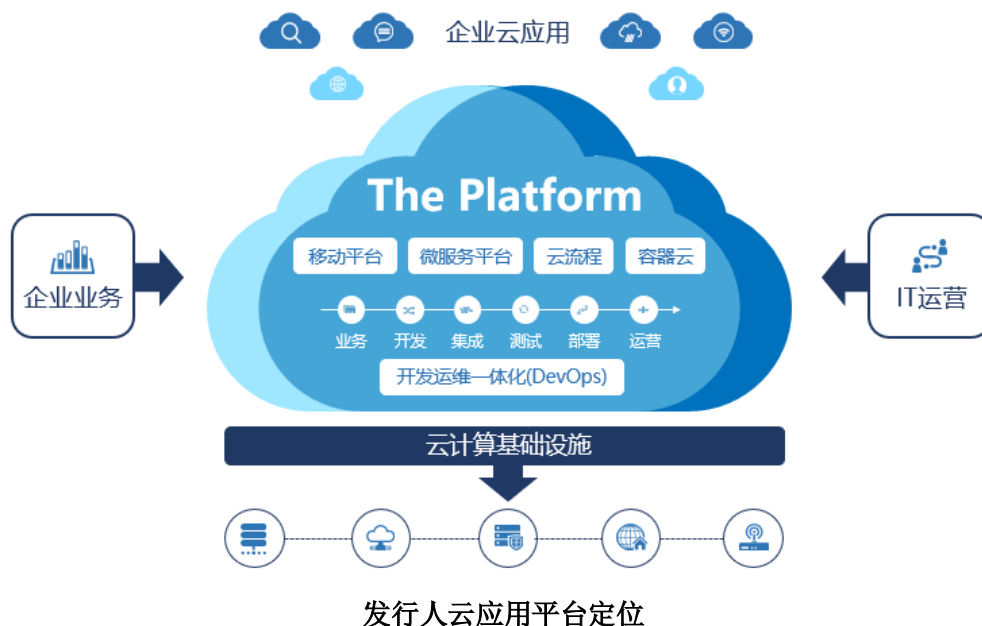 企业云应用
The Platform
移动平台 微服务平台 云流程 容器云
企业业务
IT运营
业务 开发 集成 测试 部署 运营
开发运维一体化(DevOps)
云计算基础设施
发行人云应用平台定位